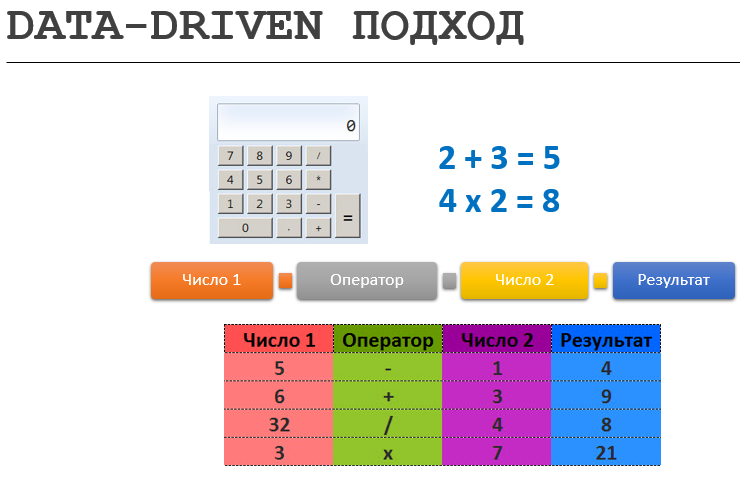 DATA-DRIVEN ПОДХОД
0
7 8 9 /
4 5 6 *
1 2 3 -
=
0 . +
2 + 3 = 5
4 x 2 = 8
Число 1 Оператор Число 2 Результат
Число 1 Оператор Число 2 Результат
5 - 1 4
6 + 3 9
32 / 4 8
3 x 7 21